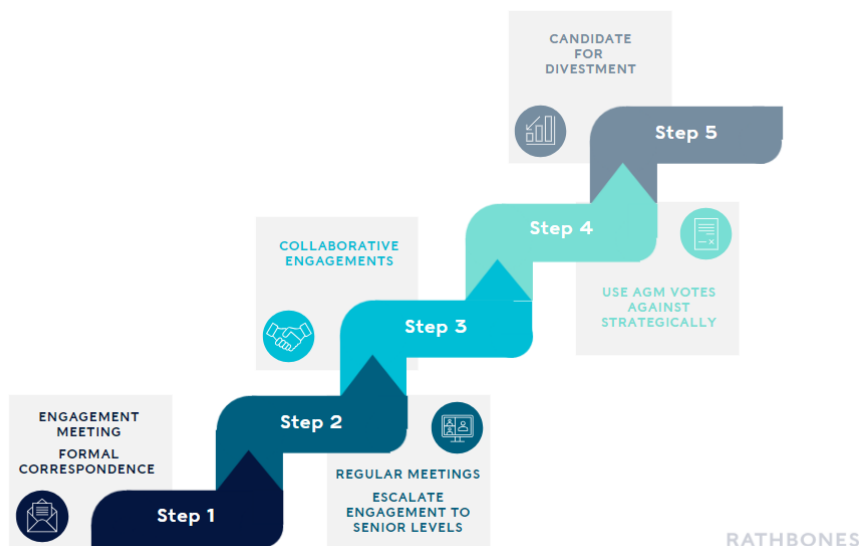 CANDIDATE
FOR
DIVESTMENT
Step 5
Step 4
USE AGM VOTES
AGAINST
STRATEGICALLY
COLLABORATIVE
ENGAGEMENTS
Step 3
Step 2
REGULAR MEETINGS
ESCALATE
ENGAGEMENT TO
SENIOR LEVELS
ENGAGEMENT
MEETING
FORMAL
CORRESPONDENCE
Step 1
RATHBONES